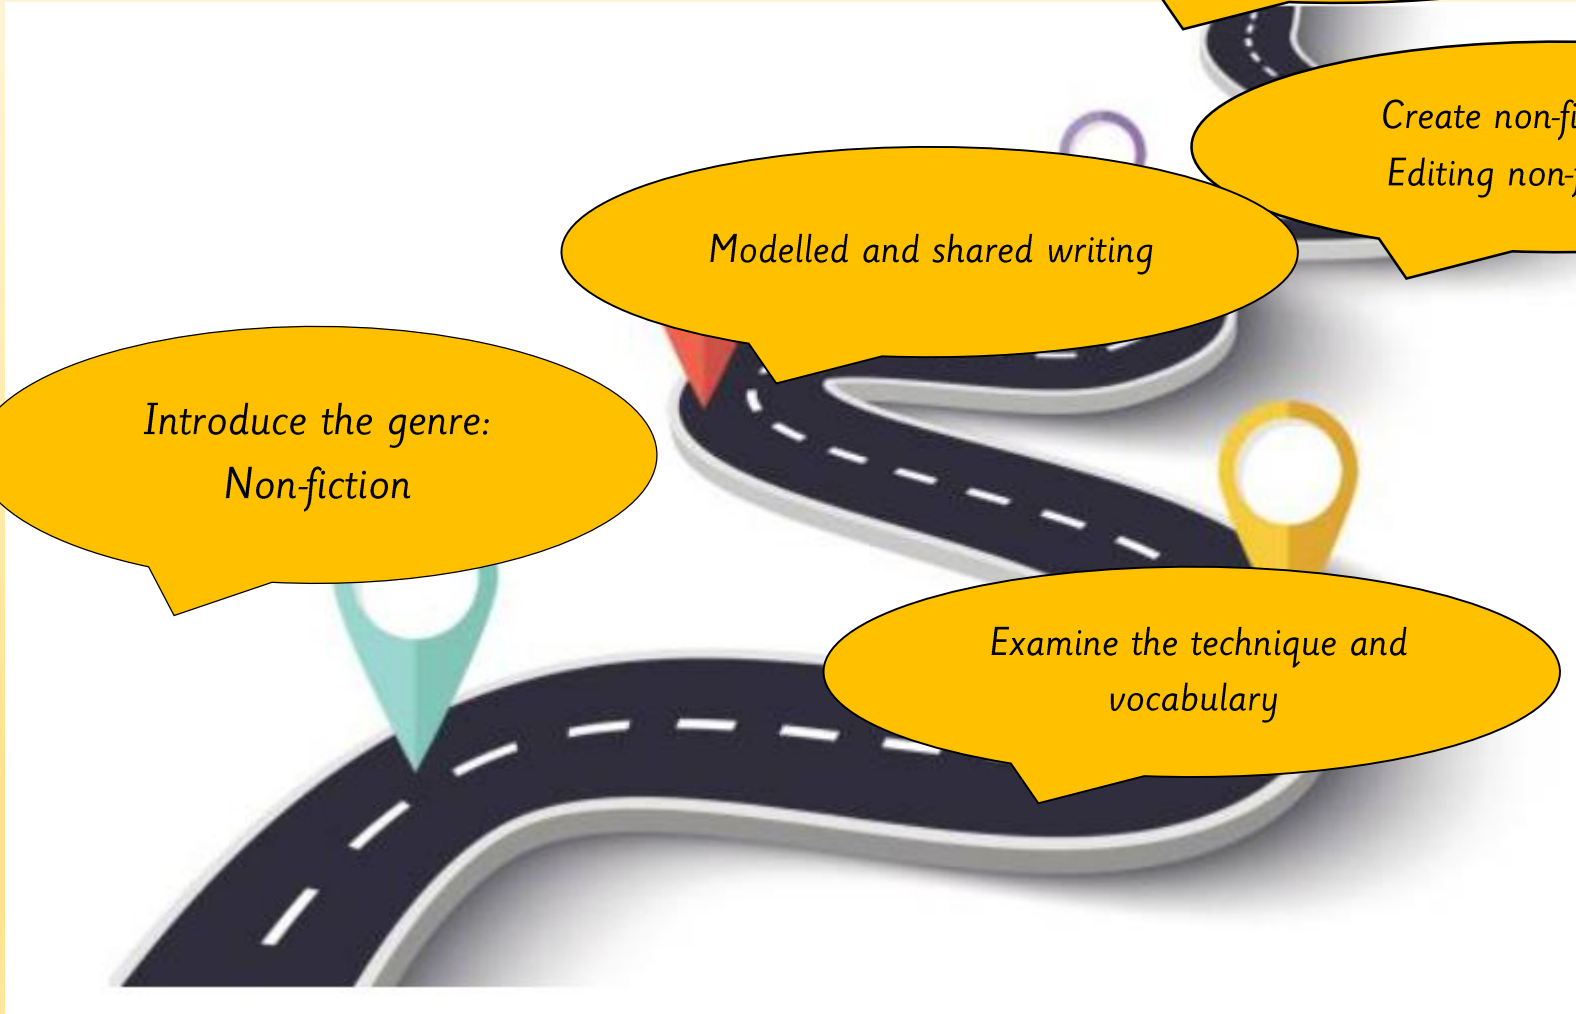 Create non-fi
Editing non-f
Modelled and shared writing
Introduce the genre:
Non-fiction
Examine the technique and
vocabulary